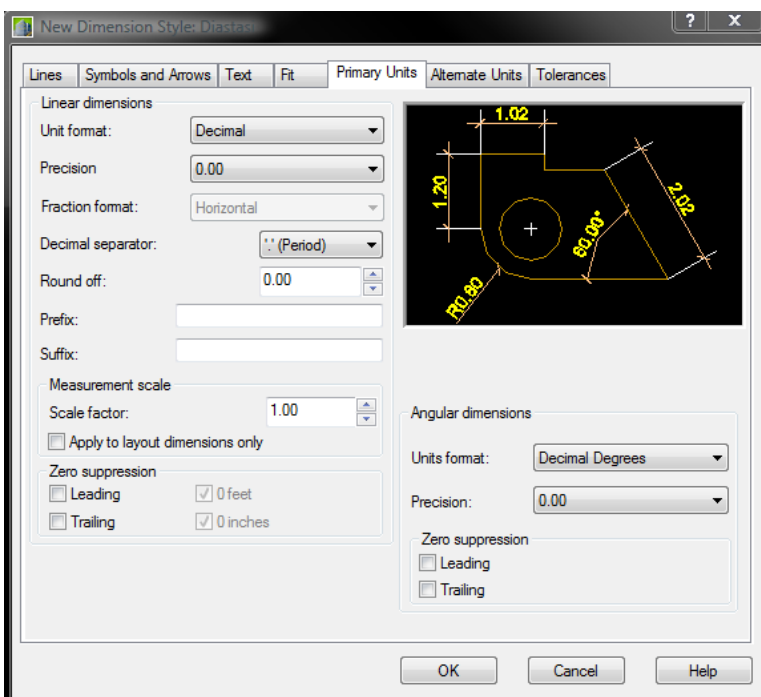 New Dimension Style: Diastasi
? x
Lines Symbols and Arrows Text Fit Primary Units Alternate Units Tolerances
Linear dimensions
Unit format: Decimal
Precision 0.00
Fraction format: Horizontal
Decimal separator: '.' (Period)
Round off: 0.00
Prefix:
Suffix:
Measurement scale
Scale factor: 1.00
Apply to layout dimensions only
Zero suppression
Leading 0 feet
Trailing 0 inches
1.02
1.20
2.02
60.00°
R0.80
Angular dimensions
Units format: Decimal Degrees
Precision: 0.00
Zero suppression
Leading
Trailing
OK Cancel Help